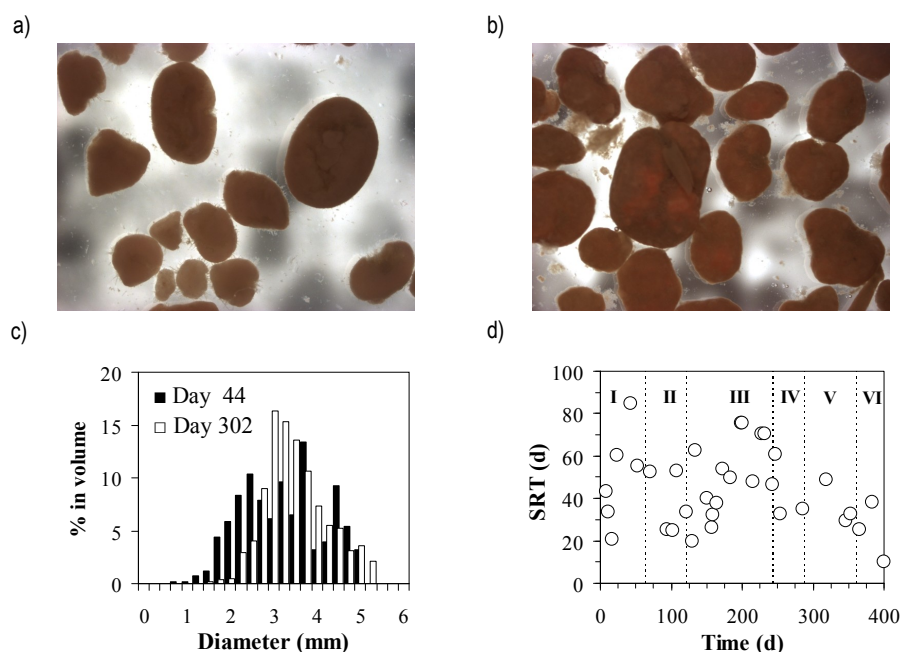 a)
b)
c)
20
15
10
5
0
% in volume
Day 44
Day 302
0 1 2 3 4 5 6
Diameter (mm)
d)
100
80
60
40
20
0
SRT (d)
I II III IV V VI
0 100 200 300 400
Time (d)